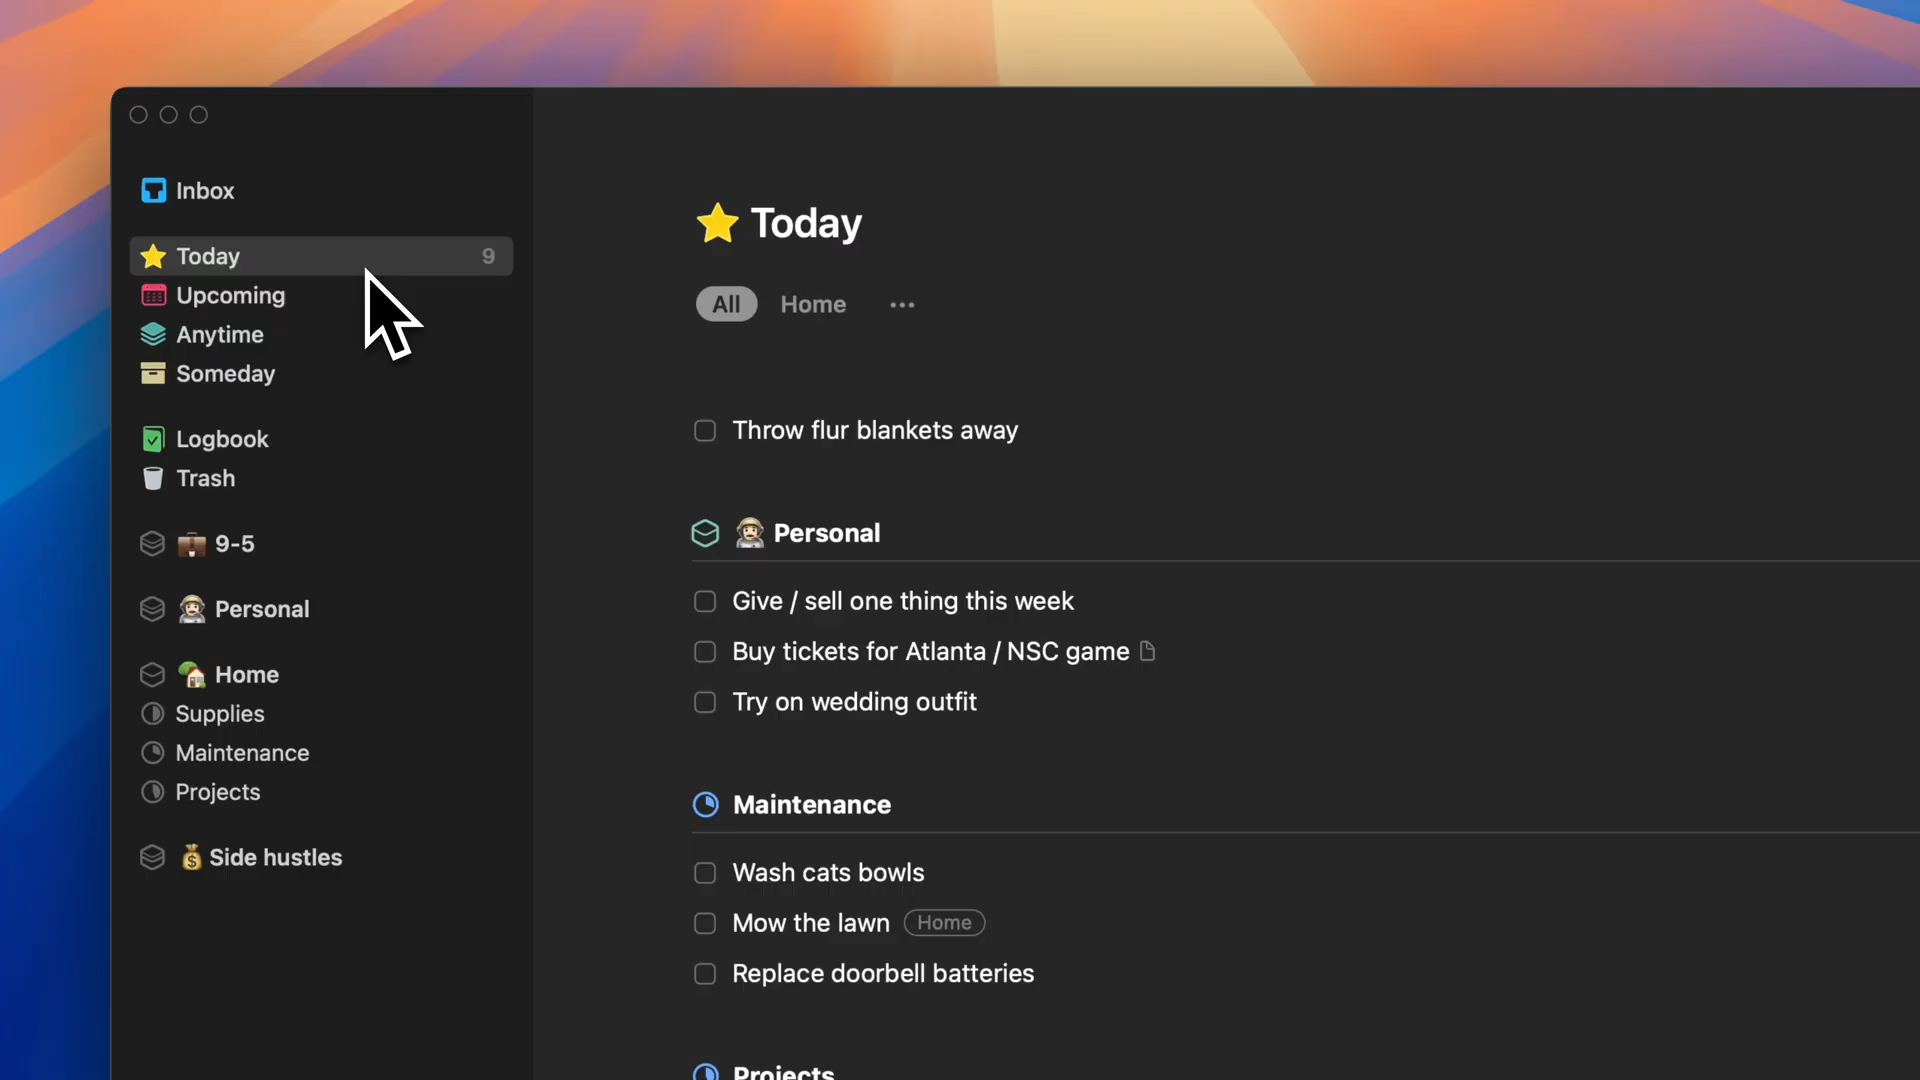 Inbox
Today 9
Upcoming
Anytime
Someday
Logbook
Trash
9-5
Personal
Home
Supplies
Maintenance
Projects
Side hustles
Today
All Home ...
Throw flur blankets away
Personal
Give / sell one thing this week
Buy tickets for Atlanta / NSC game
Try on wedding outfit
Maintenance
Wash cats bowls
Mow the lawn Home
Replace doorbell batteries
Projects